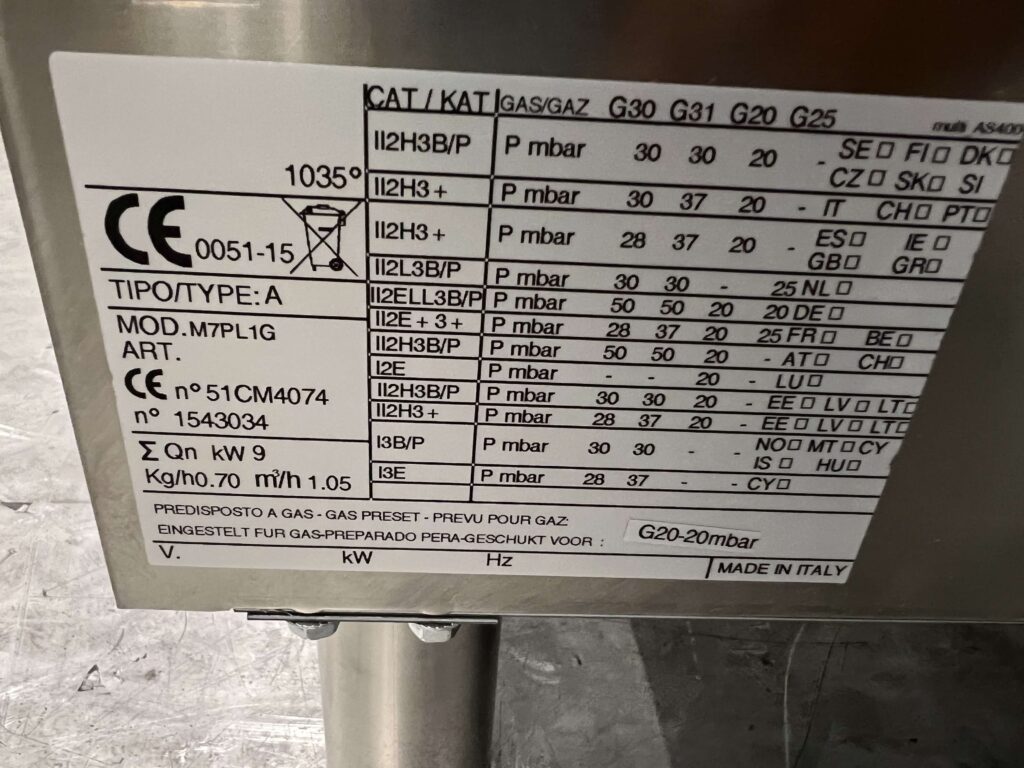 1035°
CE 0051-15
TIPO/TYPE: A
MOD. M7PL1G
ART.
CE n° 51CM4074
n° 1543034
Σ Qn kW 9
Kg/h0.70 m³/h 1.05
CAT / KAT GAS/GAZ G30 G31 G20 G25
multi AS400
II2H3B/P P mbar 30 30 20 - SE □ FI □ DK □
CZ □ SK □ SI
II2H3 + P mbar 30 37 20 - IT CH □ PT □
II2H3 + P mbar 28 37 20 - ES □ IE □
GB □ GR □
II2L3B/P P mbar 30 30 - 25 NL □
II2ELL3B/P P mbar 50 50 20 20 DE □
II2E + 3 + P mbar 28 37 20 25 FR □ BE □
II2H3B/P P mbar 50 50 20 - AT □ CH □
I2E P mbar - - 20 - LU □
II2H3B/P P mbar 30 30 20 - EE □ LV □ LT □
II2H3 + P mbar 28 37 20 - EE □ LV □ LT □
I3B/P P mbar 30 30 - - NO □ MT □ CY
IS □ HU □
I3E P mbar 28 37 - - CY □
PREDISPOSTO A GAS - GAS PRESET - PREVU POUR GAZ:
EINGESTELT FUR GAS-PREPARADO PERA-GESCHUKT VOOR : G20-20mbar
V. kW Hz MADE IN ITALY